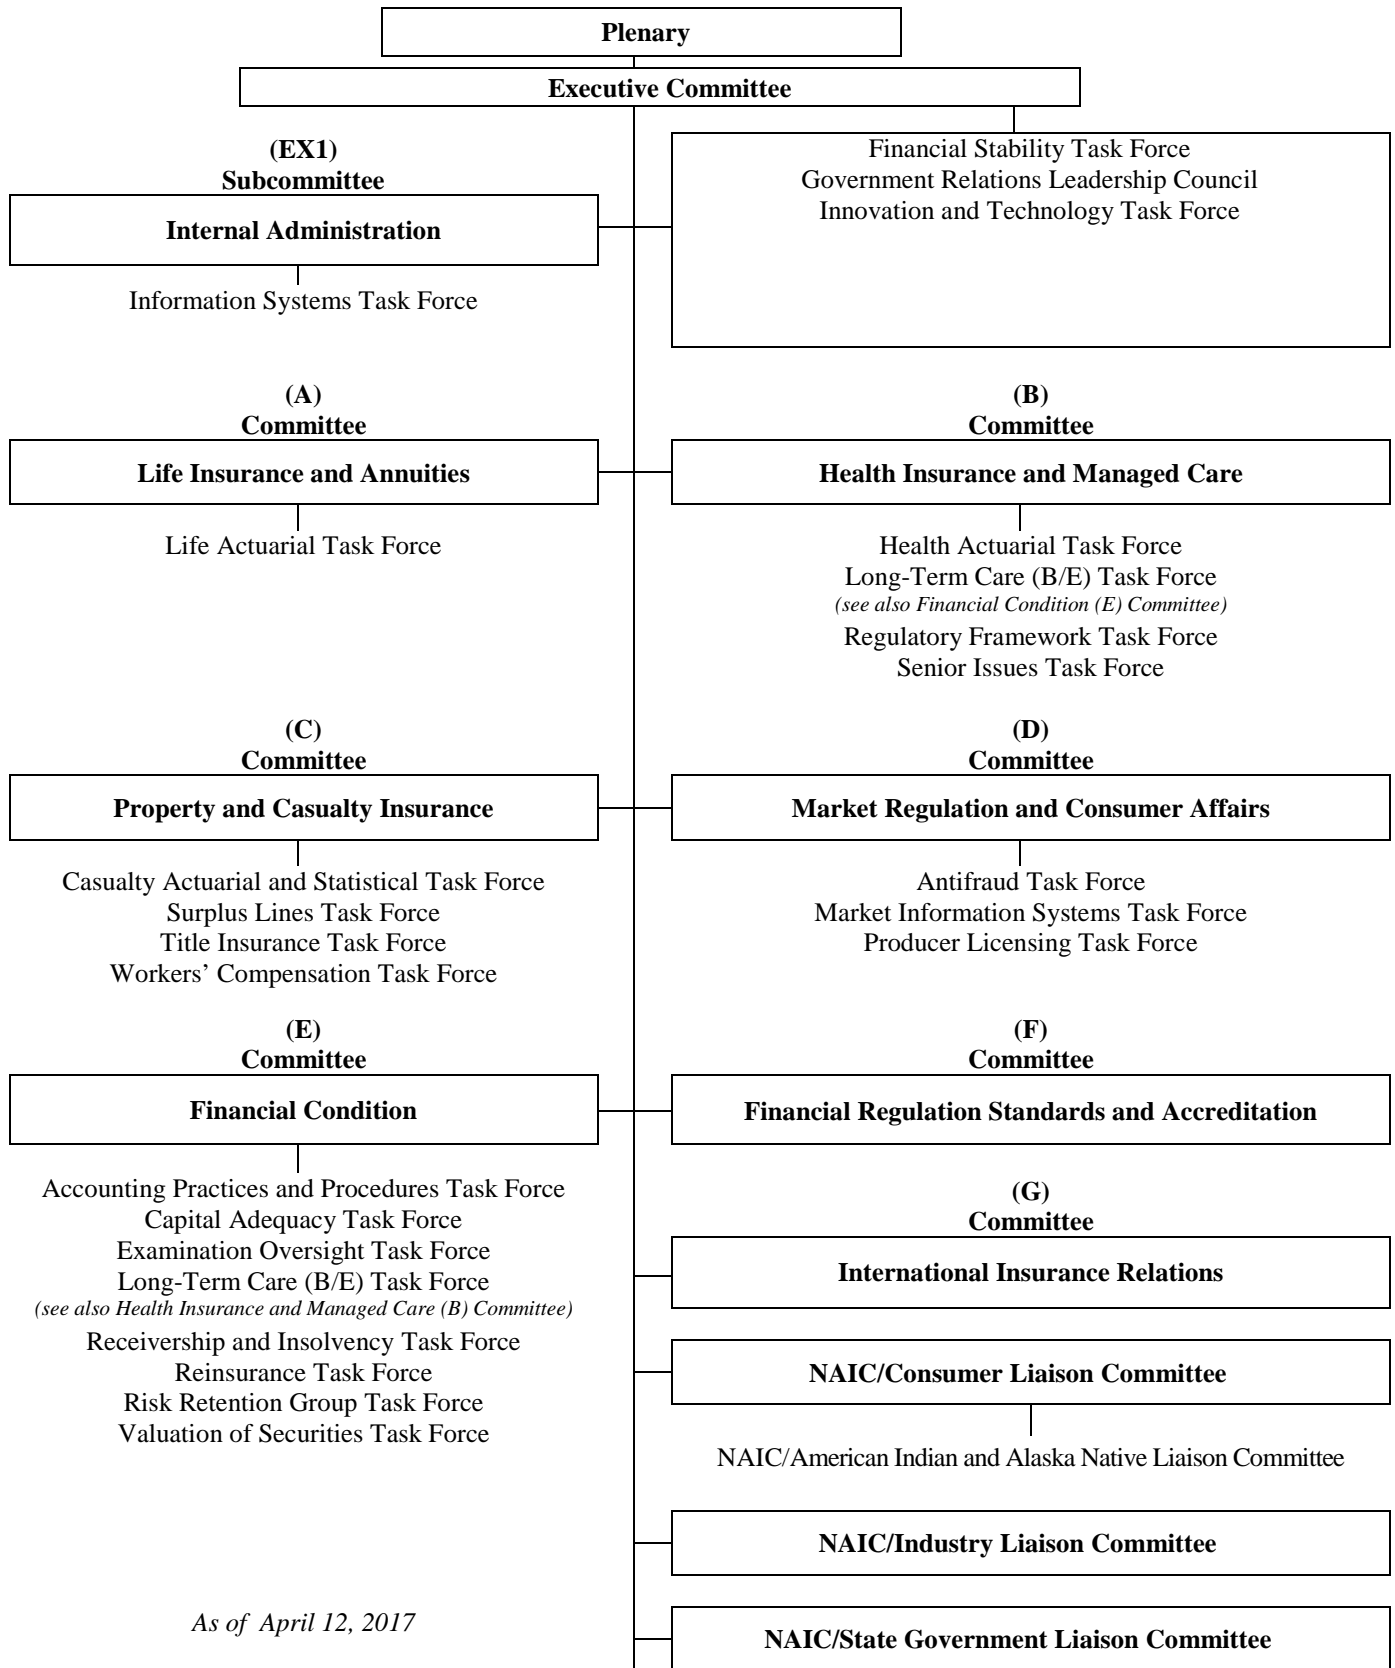 Plenary
Executive Committee
(EX1)
Subcommittee
Internal Administration
Information Systems Task Force
Financial Stability Task Force
Government Relations Leadership Council
Innovation and Technology Task Force
(A)
Committee
Life Insurance and Annuities
Life Actuarial Task Force
(B)
Committee
Health Insurance and Managed Care
Health Actuarial Task Force
Long-Term Care (B/E) Task Force
(see also Financial Condition (E) Committee)
Regulatory Framework Task Force
Senior Issues Task Force
(C)
Committee
Property and Casualty Insurance
Casualty Actuarial and Statistical Task Force
Surplus Lines Task Force
Title Insurance Task Force
Workers’ Compensation Task Force
(D)
Committee
Market Regulation and Consumer Affairs
Antifraud Task Force
Market Information Systems Task Force
Producer Licensing Task Force
(E)
Committee
Financial Condition
Accounting Practices and Procedures Task Force
Capital Adequacy Task Force
Examination Oversight Task Force
Long-Term Care (B/E) Task Force
(see also Health Insurance and Managed Care (B) Committee)
Receivership and Insolvency Task Force
Reinsurance Task Force
Risk Retention Group Task Force
Valuation of Securities Task Force
(F)
Committee
Financial Regulation Standards and Accreditation
(G)
Committee
International Insurance Relations
NAIC/Consumer Liaison Committee
NAIC/American Indian and Alaska Native Liaison Committee
NAIC/Industry Liaison Committee
NAIC/State Government Liaison Committee
As of April 12, 2017